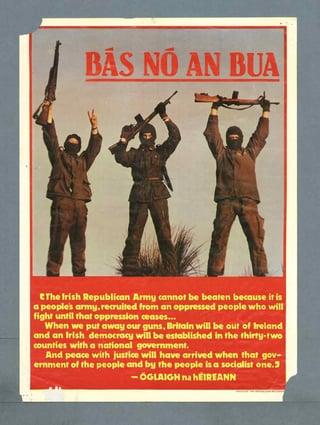 BÁS NÓ AN BUA
❛The Irish Republican Army cannot be beaten because it is
a people's army, recruited from an oppressed people who will
fight until that oppression ceases...
When we put away our guns, Britain will be out of Ireland
and an Irish democracy will be established in the thirty-two
counties with a national government.
And peace with justice will have arrived when that gov-
ernment of the people and by the people is a socialist one.❜
— ÓGLAIGH na hÉIREANN